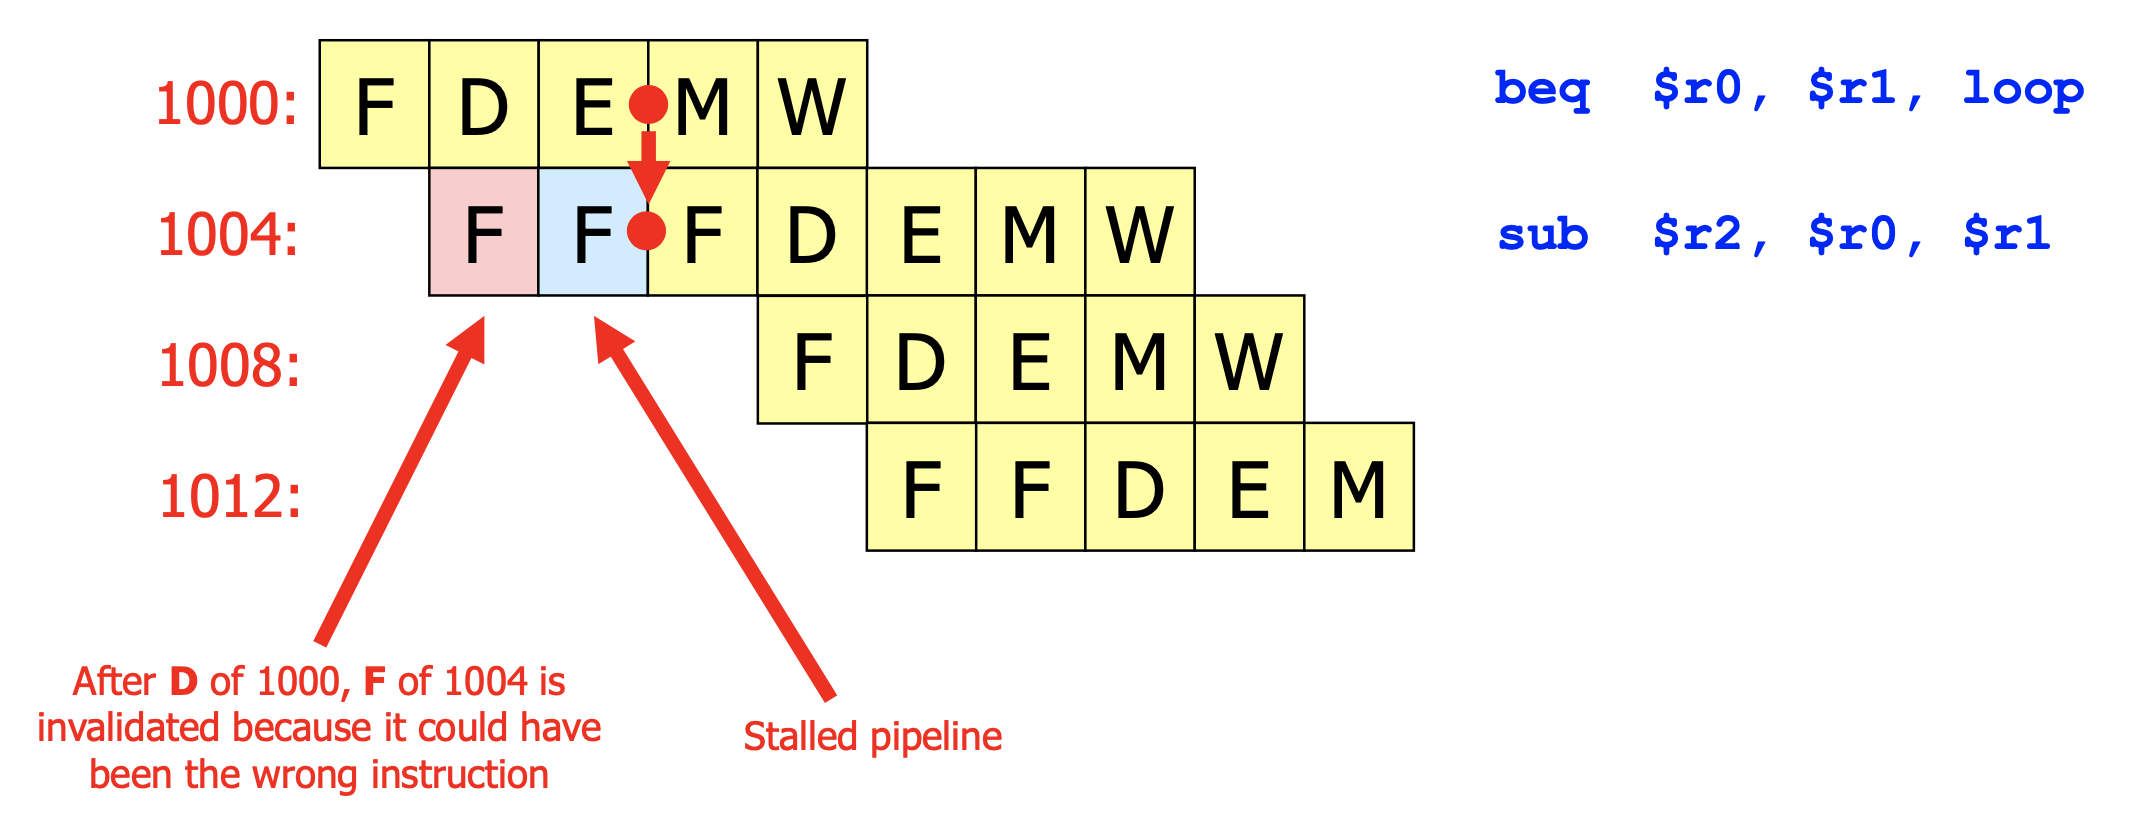 1000: F D E M W beq $r0, $r1, loop
1004: F F F D E M W sub $r2, $r0, $r1
1008: F D E M W
1012: F F D E M
After D of 1000, F of 1004 is
invalidated because it could have
been the wrong instruction
Stalled pipeline